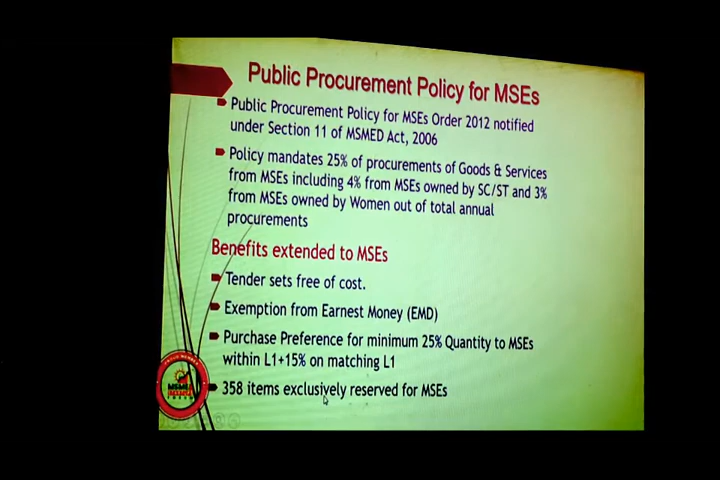 Public Procurement Policy for MSEs
Public Procurement Policy for MSEs Order 2012 notified
under Section 11 of MSMED Act, 2006
Policy mandates 25% of procurements of Goods & Services
from MSEs including 4% from MSEs owned by SC/ST and 3%
from MSEs owned by Women out of total annual
procurements
Benefits extended to MSEs
Tender sets free of cost.
Exemption from Earnest Money (EMD)
Purchase Preference for minimum 25% Quantity to MSEs
within L1+15% on matching L1
358 items exclusively reserved for MSEs
MSME